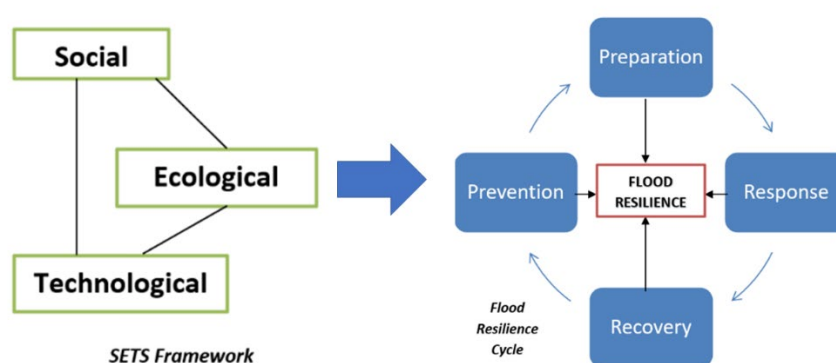 Social
Ecological
Technological
SETS Framework
Preparation
Prevention
FLOOD
RESILIENCE
Response
Recovery
Flood
Resilience
Cycle